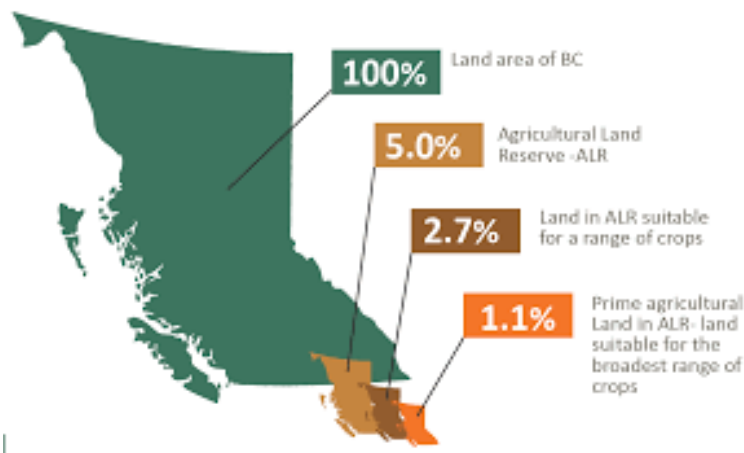 100%
Land area of BC
5.0%
Agricultural Land
Reserve -ALR
2.7%
Land in ALR suitable
for a range of crops
1.1%
Prime agricultural
Land in ALR- land
suitable for the
broadest range of
crops